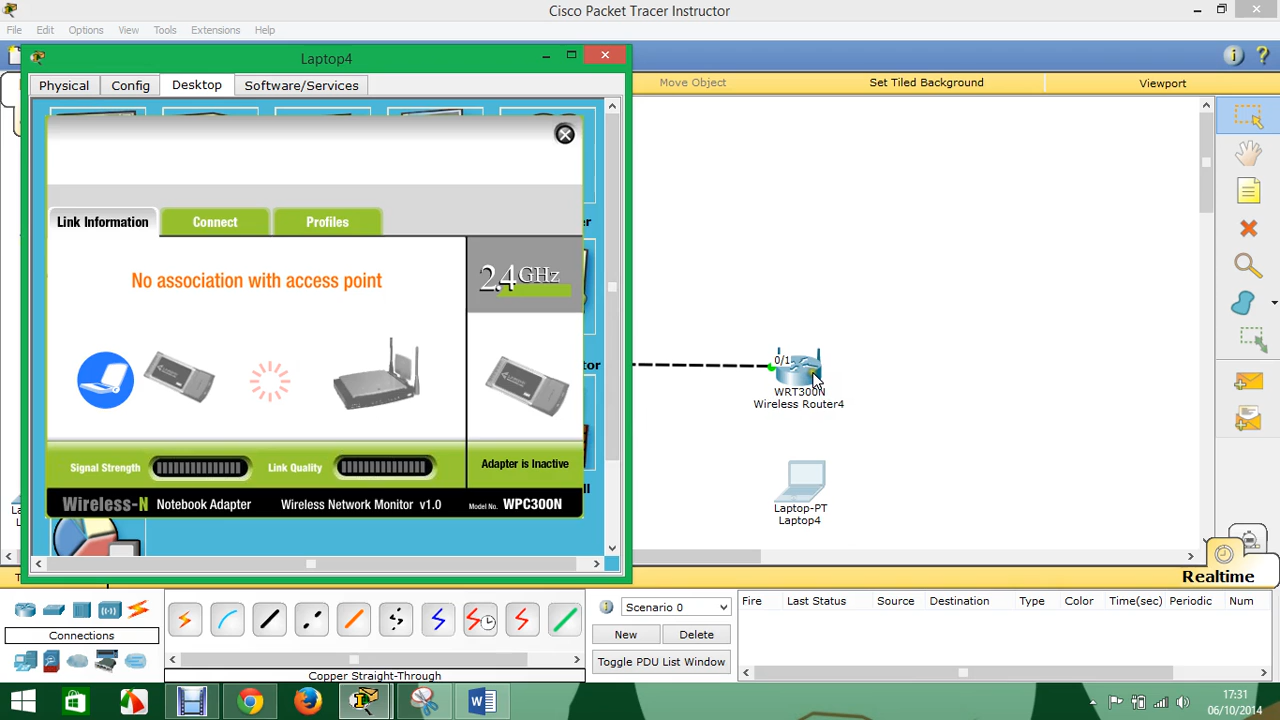 Cisco Packet Tracer Instructor
File Edit Options View Tools Extensions Help
Laptop4
Physical Config Desktop Software/Services
Move Object Set Tiled Background Viewport
Link Information Connect Profiles
No association with access point
2.4GHz
0/1
WRT300N
Wireless Router4
Signal Strength Link Quality Adapter is Inactive
Wireless-N Notebook Adapter Wireless Network Monitor v1.0 Model No. WPC300N
Laptop-PT
Laptop4
Realtime
Connections
Copper Straight-Through
Scenario 0
New Delete
Toggle PDU List Window
Fire Last Status Source Destination Type Color Time(sec) Periodic Num
17:31
06/10/2014